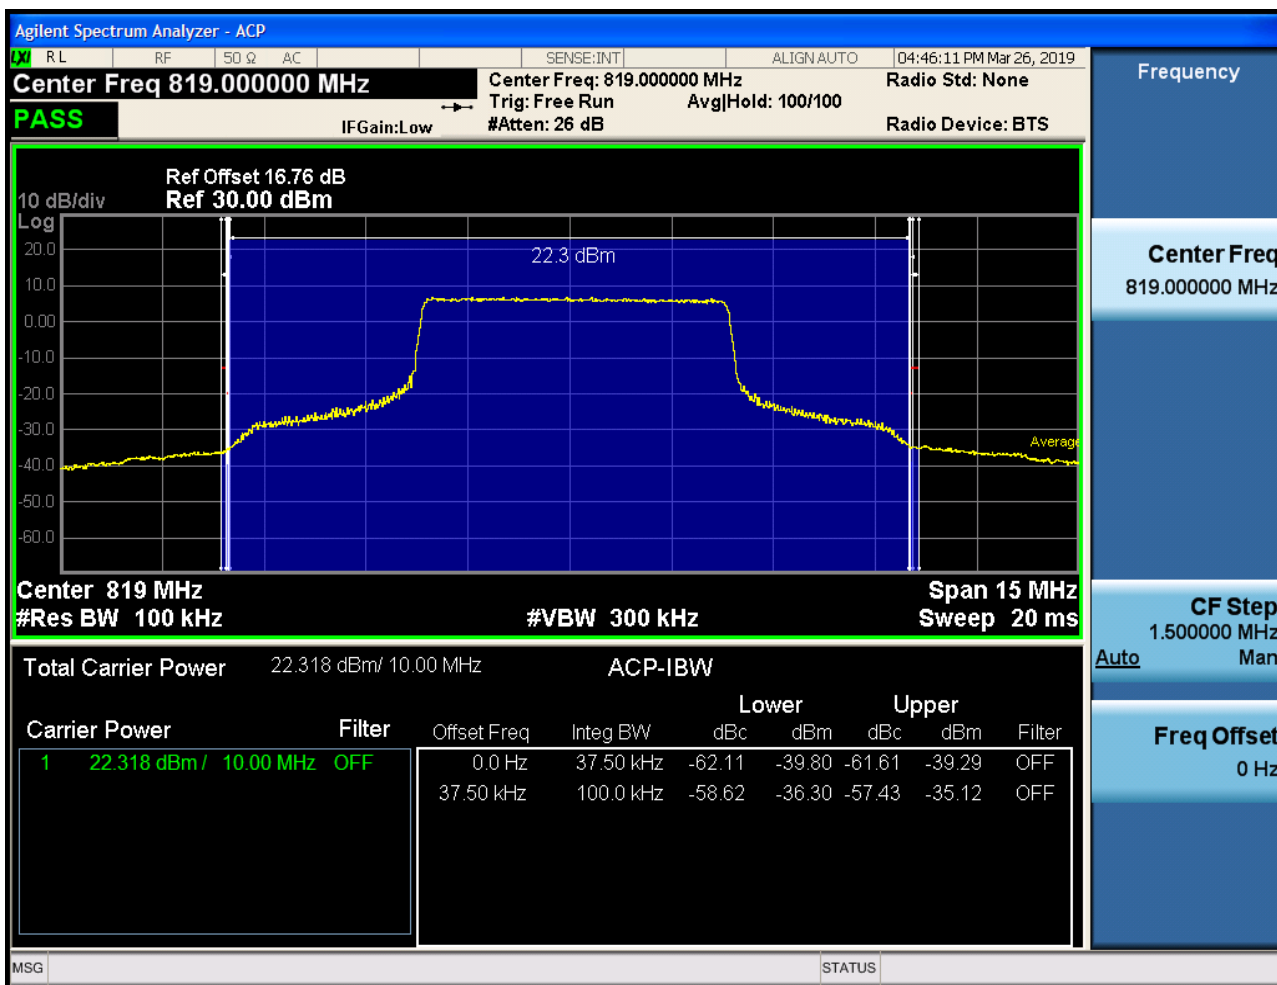 Agilent Spectrum Analyzer - ACP
LXI RL RF 50 Ω AC SENSE:INT ALIGNAUTO 04:46:11 PM Mar 26, 2019
Center Freq 819.000000 MHz Center Freq: 819.000000 MHz Radio Std: None
Trig: Free Run Avg|Hold: 100/100
PASS IFGain:Low #Atten: 26 dB Radio Device: BTS
Ref Offset 16.76 dB
10 dB/div Ref 30.00 dBm
Log
20.0
22.3 dBm
10.0
0.00
-10.0
-20.0
-30.0
Average
-40.0
-50.0
-60.0
Center 819 MHz Span 15 MHz
#Res BW 100 kHz #VBW 300 kHz Sweep 20 ms
Total Carrier Power 22.318 dBm/ 10.00 MHz ACP-IBW
Lower Upper
Carrier Power Filter Offset Freq Integ BW dBc dBm dBc dBm Filter
1 22.318 dBm / 10.00 MHz OFF 0.0 Hz 37.50 kHz -62.11 -39.80 -61.61 -39.29 OFF
37.50 kHz 100.0 kHz -58.62 -36.30 -57.43 -35.12 OFF
MSG STATUS
Frequency
Center Freq
819.000000 MHz
CF Step
1.500000 MHz
Auto Man
Freq Offset
0 Hz